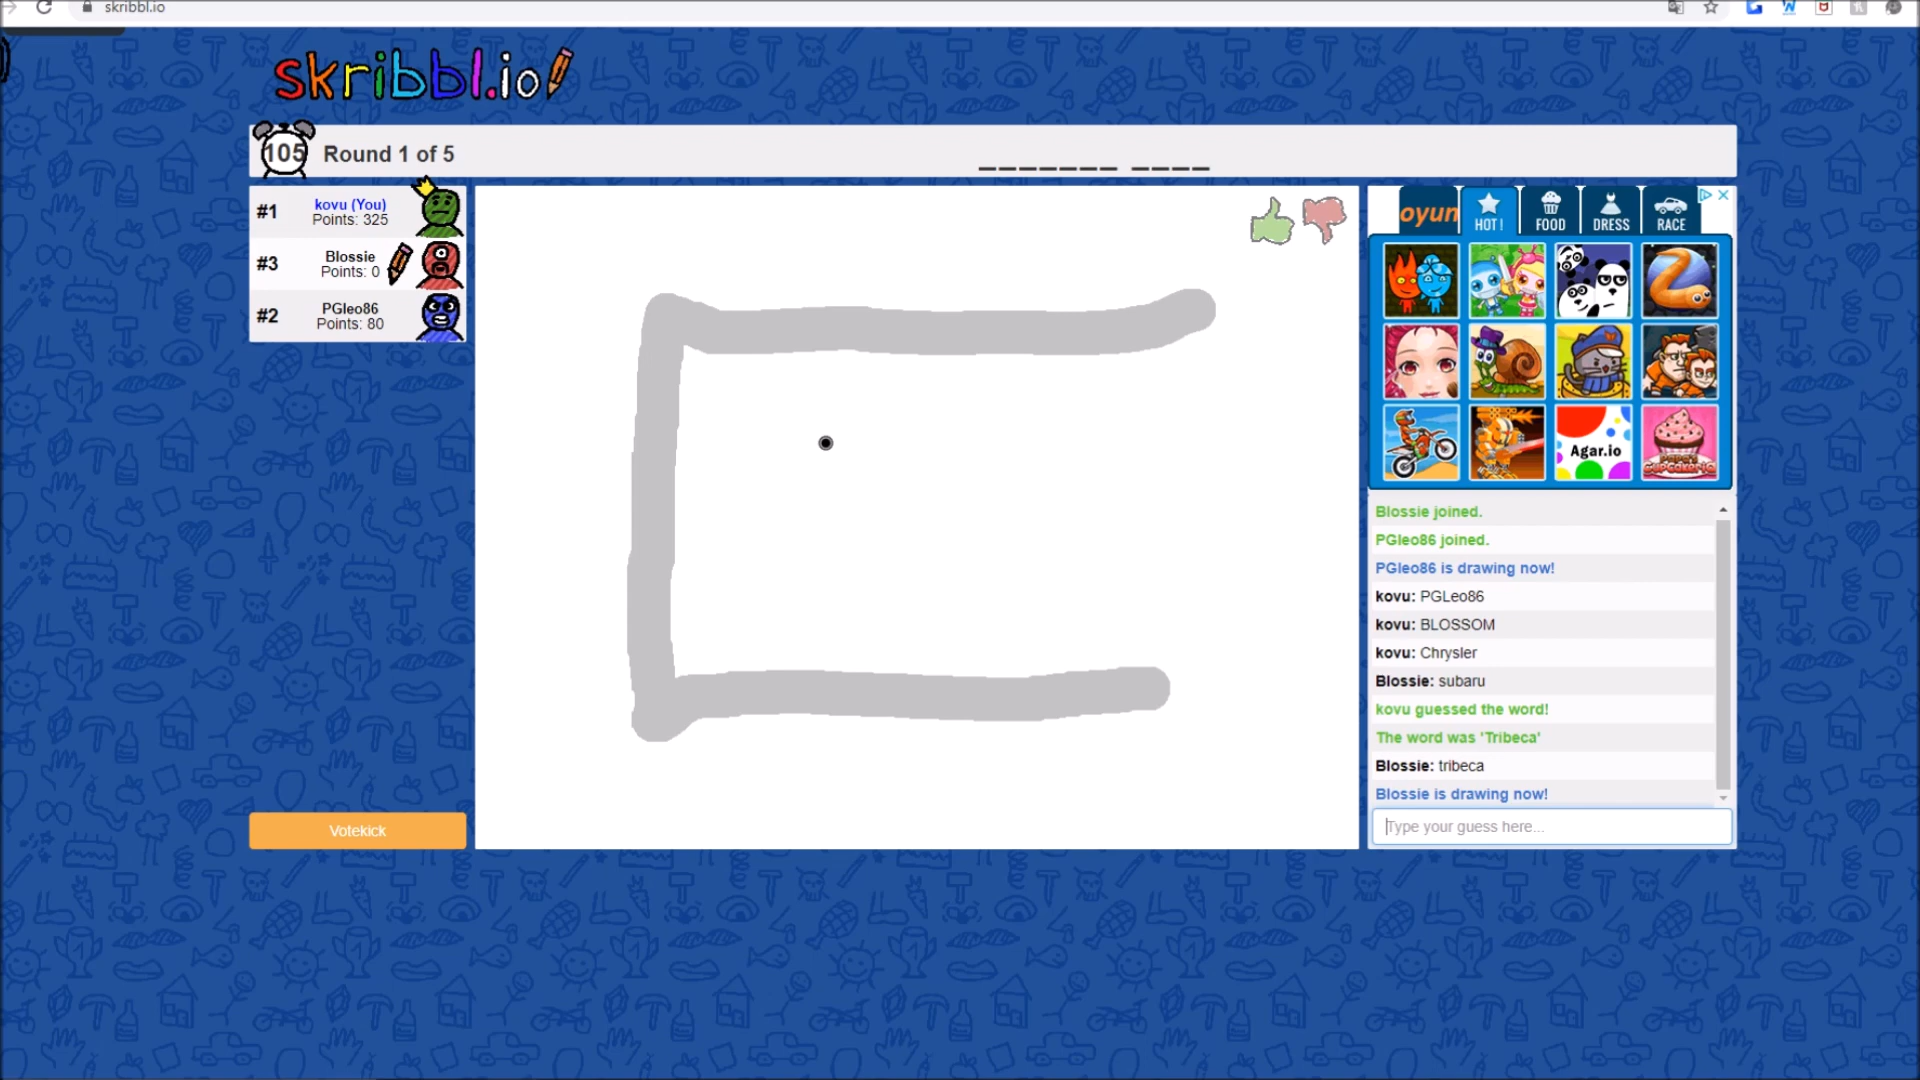 skribbl.io
skribbl.io
105
Round 1 of 5
_______ ____
#1
kovu (You)
Points: 325
#3
Blossie
Points: 0
#2
PGleo86
Points: 80
Votekick
oyun
HOT!
FOOD
DRESS
RACE
Agar.io
Blossie joined.
PGleo86 joined.
PGleo86 is drawing now!
kovu: PGLeo86
kovu: BLOSSOM
kovu: Chrysler
Blossie: subaru
kovu guessed the word!
The word was 'Tribeca'
Blossie: tribeca
Blossie is drawing now!
Type your guess here...